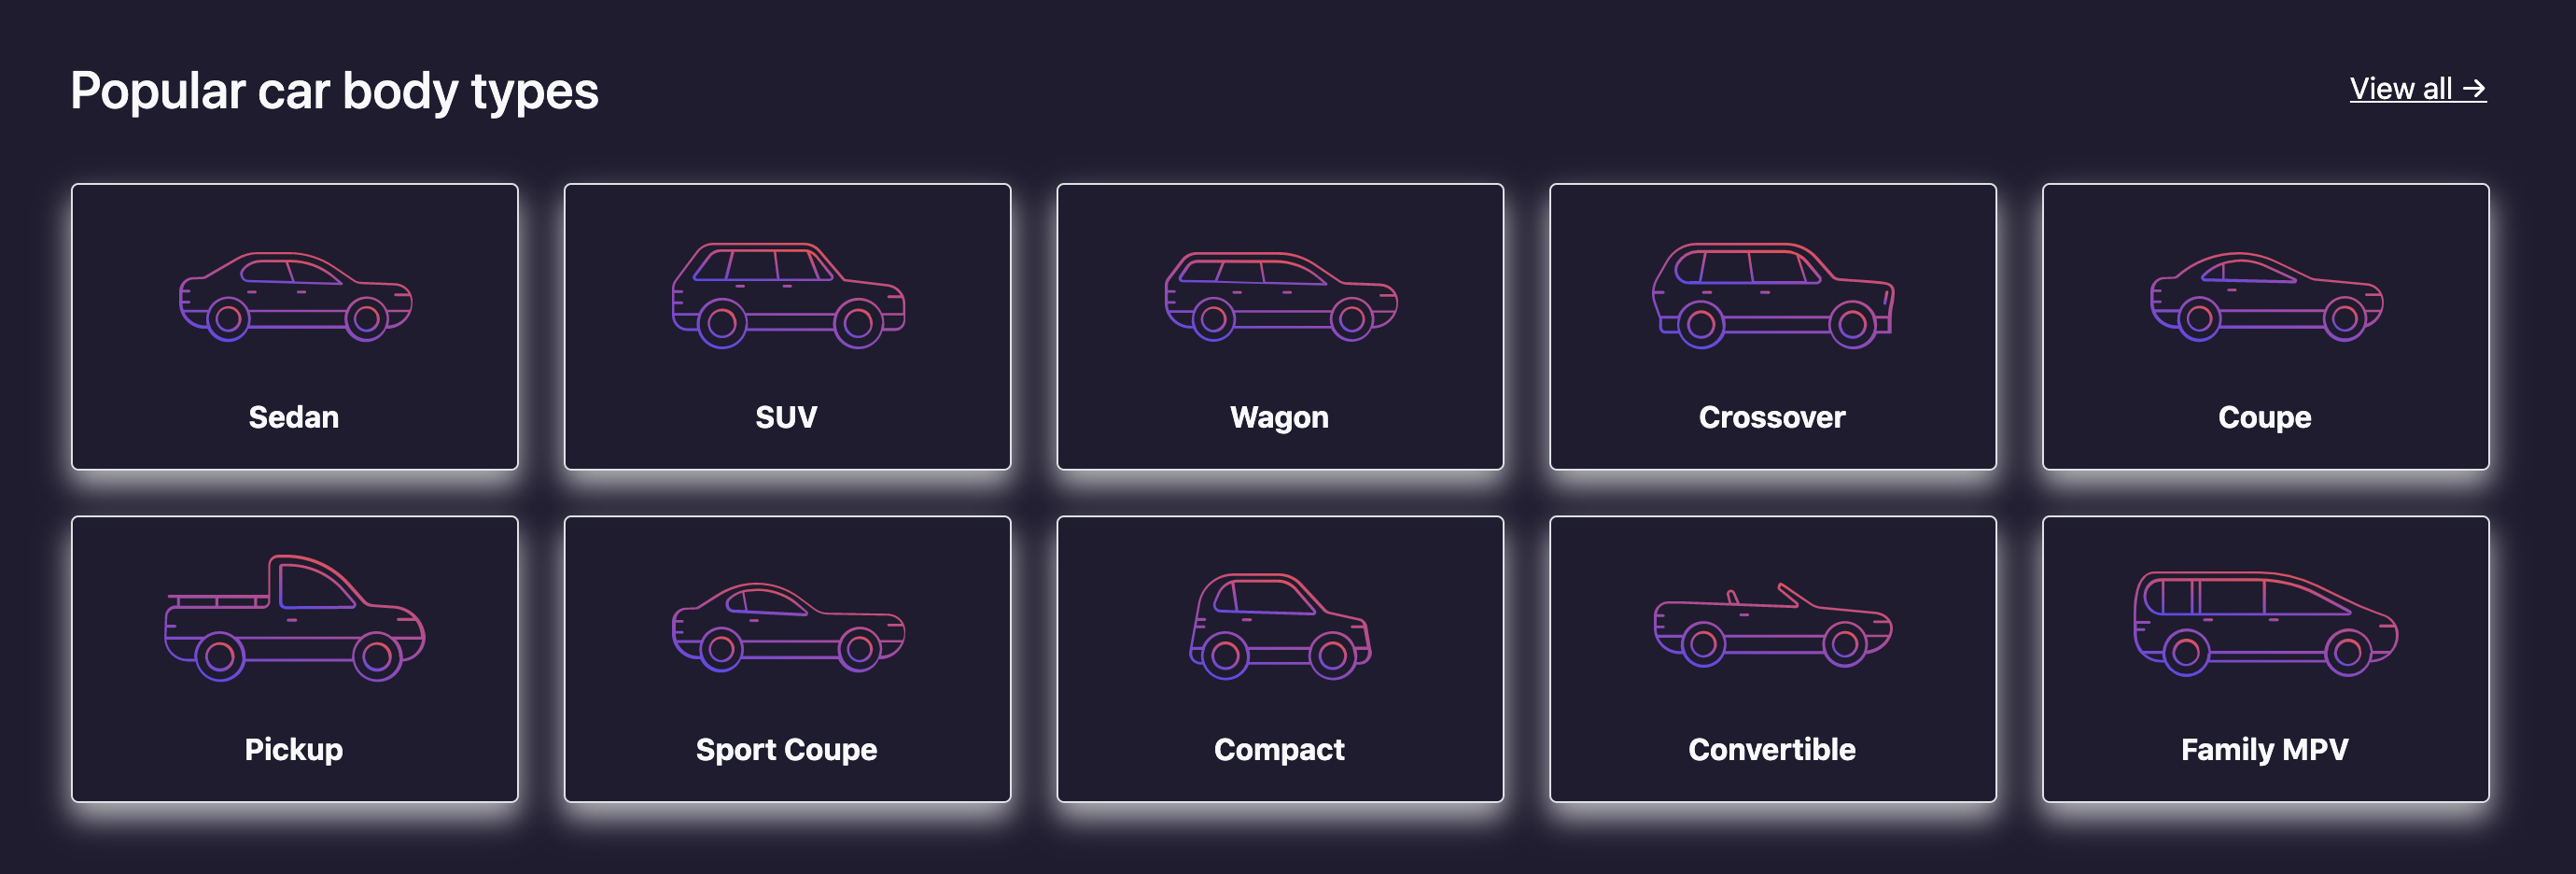 Popular car body types
View all →
Sedan
SUV
Wagon
Crossover
Coupe
Pickup
Sport Coupe
Compact
Convertible
Family MPV